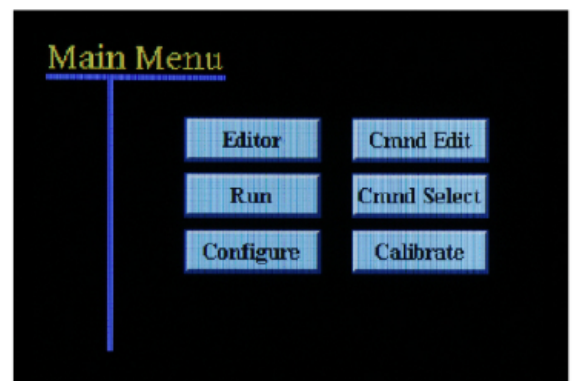 Main Menu
Editor
Cmnd Edit
Run
Cmnd Select
Configure
Calibrate